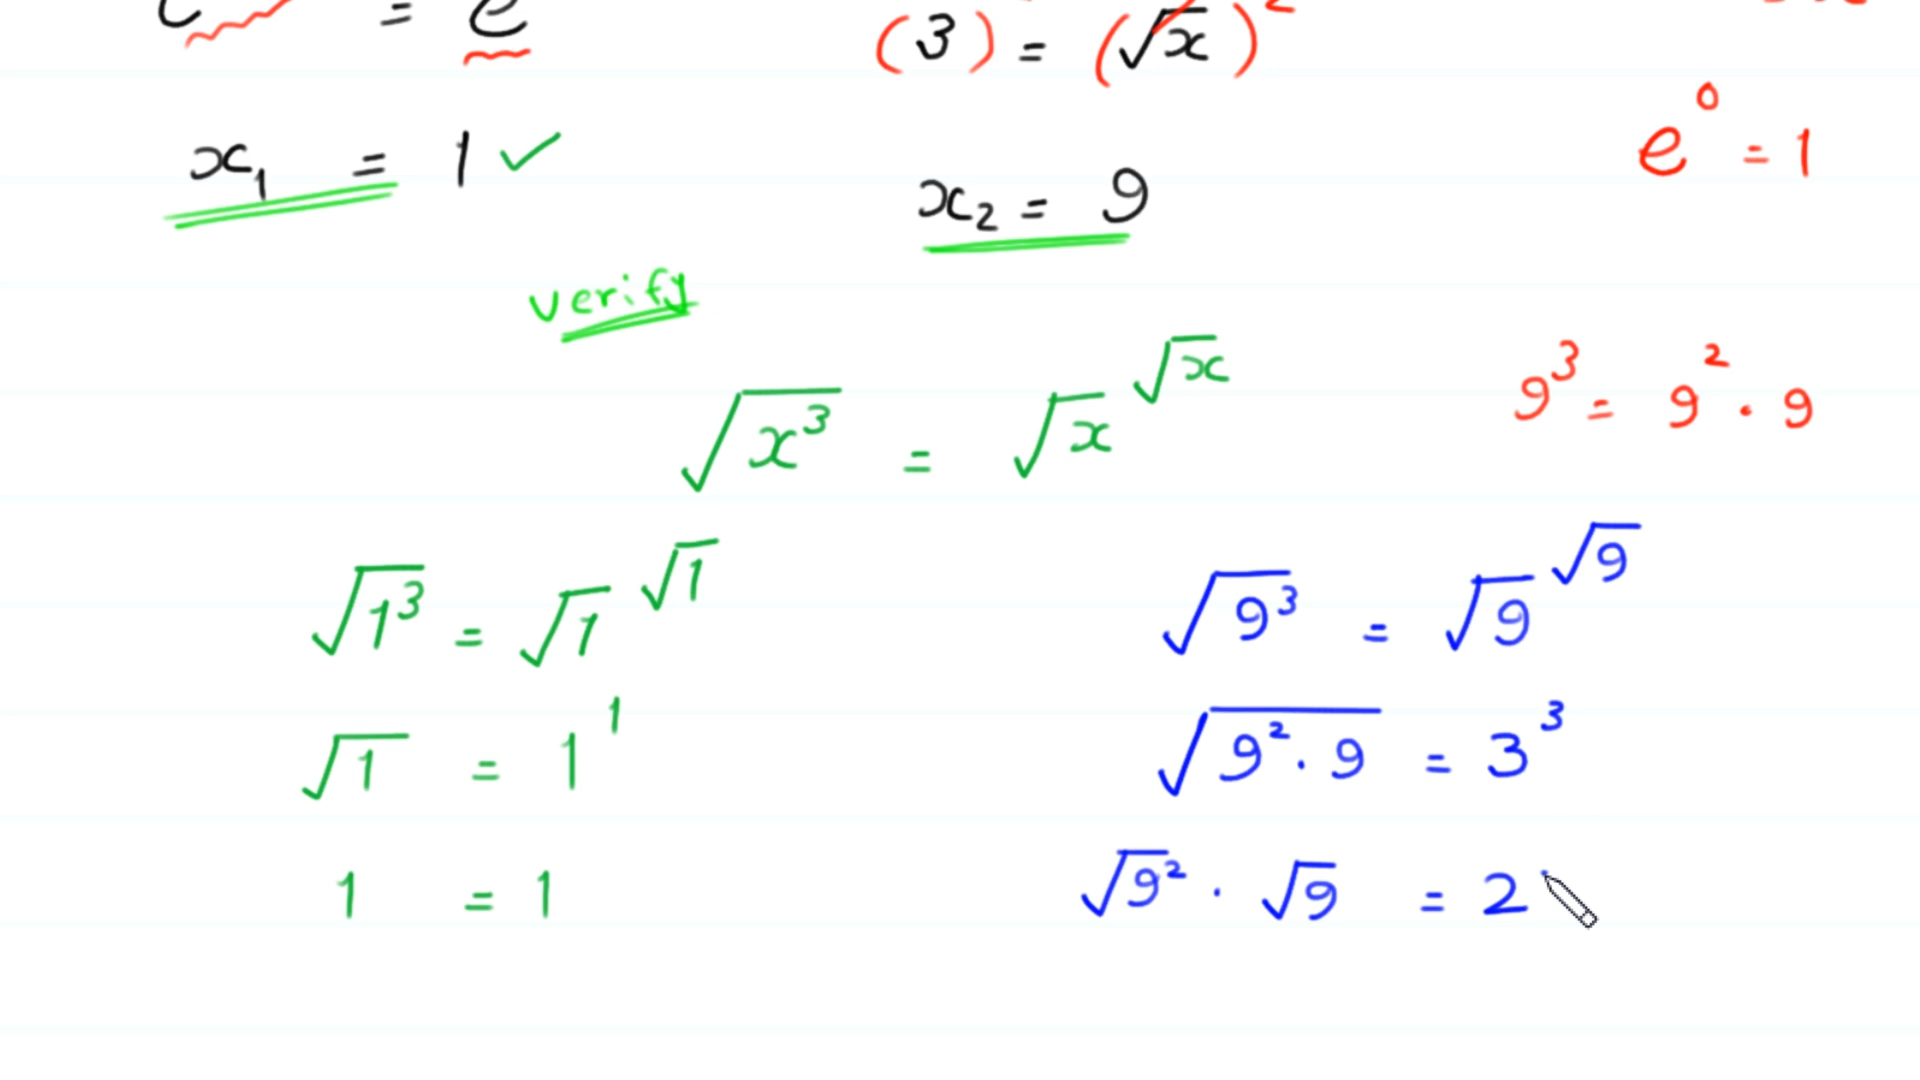 = e
(3) = (√x)²
e⁰ = 1
x₁ = 1 ✓
x₂ = 9
verify
√(x³) = √x^√x
9³ = 9² · 9
√(1³) = √1^√1
√(9³) = √9^√9
√1 = 1¹
√(9² · 9) = 3³
1 = 1
√9² · √9 = 2